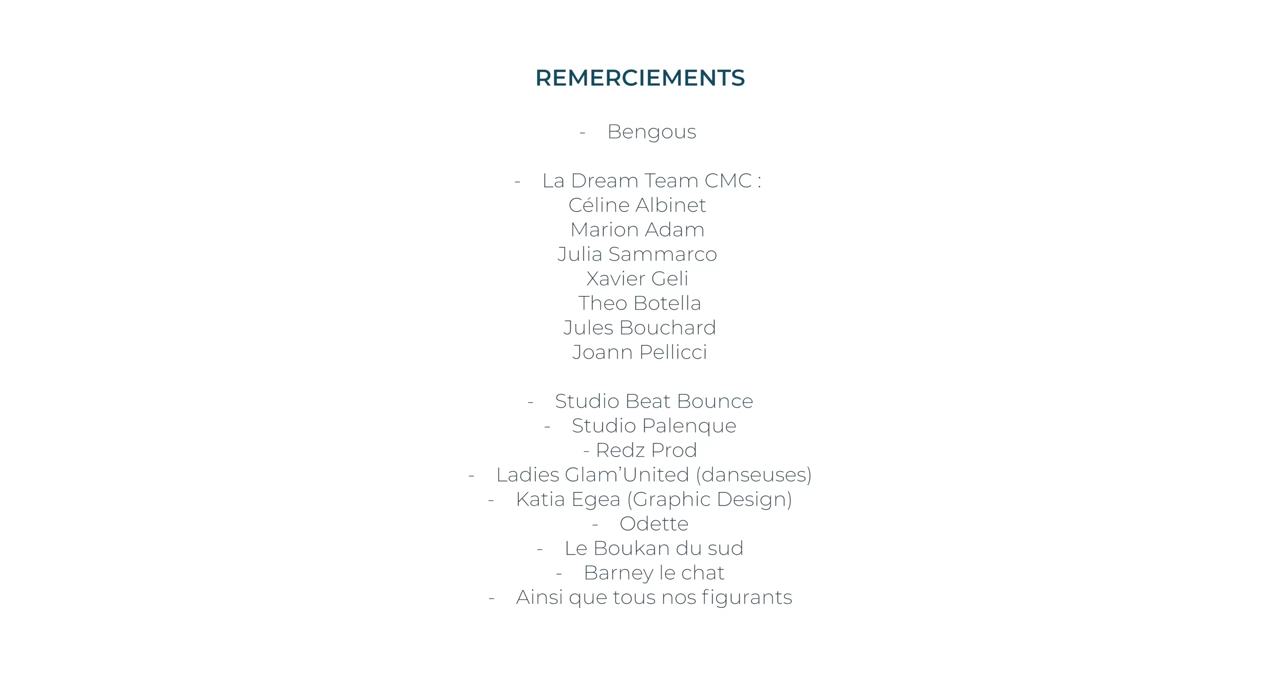 REMERCIEMENTS
- Bengous
- La Dream Team CMC :
Céline Albinet
Marion Adam
Julia Sammarco
Xavier Geli
Theo Botella
Jules Bouchard
Joann Pellicci
- Studio Beat Bounce
- Studio Palenque
- Redz Prod
- Ladies Glam’United (danseuses)
- Katia Egea (Graphic Design)
- Odette
- Le Boukan du sud
- Barney le chat
- Ainsi que tous nos figurants